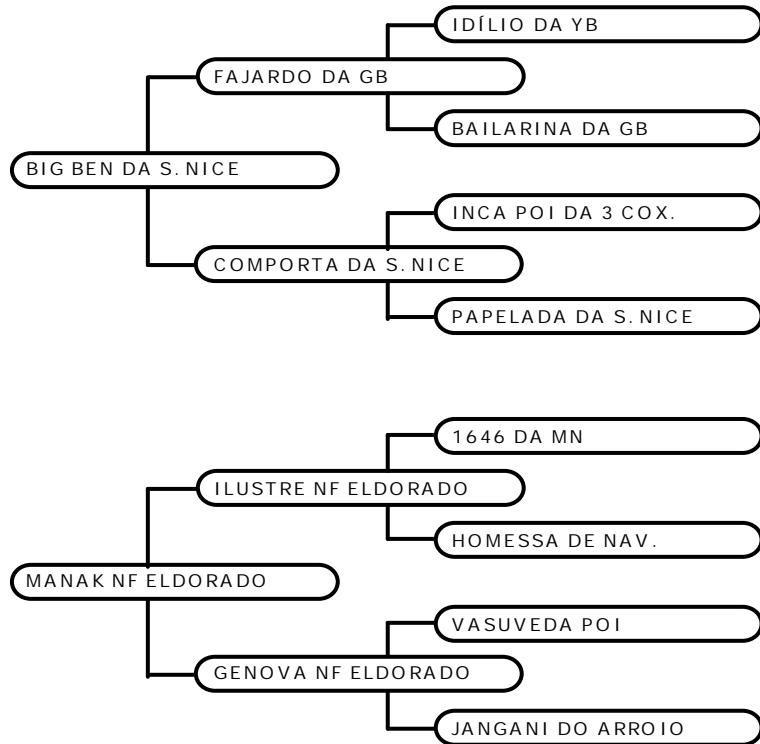 IDÍLIO DA YB
FAJARDO DA GB
BAILARINA DA GB
BIG BEN DA S. NICE
INCA POI DA 3 COX.
COMPORTA DA S. NICE
PAPELADA DA S. NICE
1646 DA MN
ILUSTRE NF ELDORADO
HOMESSA DE NAV.
MANAK NF ELDORADO
VASUVEDA POI
GENOVA NF ELDORADO
JANGANI DO ARROIO